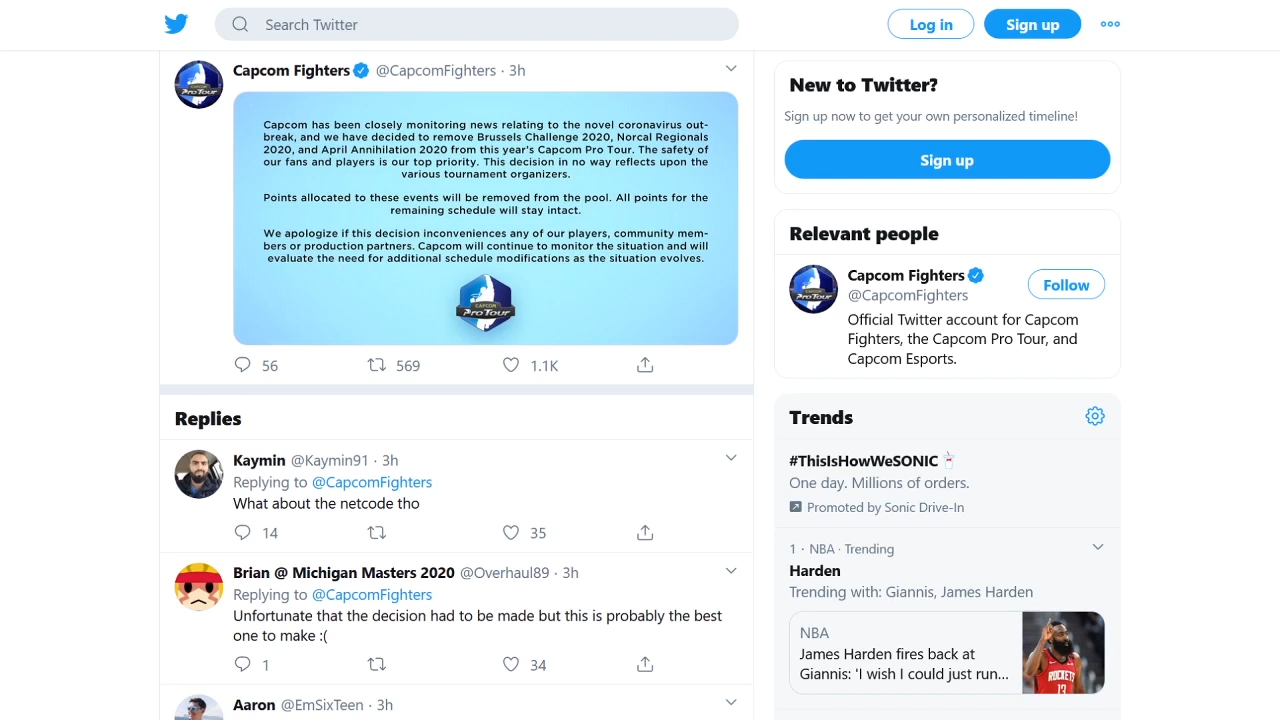 Search Twitter
Log in
Sign up
Capcom Fighters @CapcomFighters · 3h
Capcom has been closely monitoring news relating to the novel coronavirus out-
break, and we have decided to remove Brussels Challenge 2020, Norcal Regionals
2020, and April Annihilation 2020 from this year's Capcom Pro Tour. The safety of
our fans and players is our top priority. This decision in no way reflects upon the
various tournament organizers.
Points allocated to these events will be removed from the pool. All points for the
remaining schedule will stay intact.
We apologize if this decision inconveniences any of our players, community mem-
bers or production partners. Capcom will continue to monitor the situation and will
evaluate the need for additional schedule modifications as the situation evolves.
CAPCOM
Pro Tour
56 569 1.1K
Replies
Kaymin @Kaymin91 · 3h
Replying to @CapcomFighters
What about the netcode tho
14 35
Brian @ Michigan Masters 2020 @Overhaul89 · 3h
Replying to @CapcomFighters
Unfortunate that the decision had to be made but this is probably the best
one to make :(
1 34
Aaron @EmSixTeen · 3h
New to Twitter?
Sign up now to get your own personalized timeline!
Sign up
Relevant people
Capcom Fighters
@CapcomFighters
Follow
Official Twitter account for Capcom
Fighters, the Capcom Pro Tour, and
Capcom Esports.
Trends
#ThisIsHowWeSONIC
One day. Millions of orders.
Promoted by Sonic Drive-In
1 · NBA · Trending
Harden
Trending with: Giannis, James Harden
NBA
James Harden fires back at
Giannis: 'I wish I could just run...
ROCKETS
13